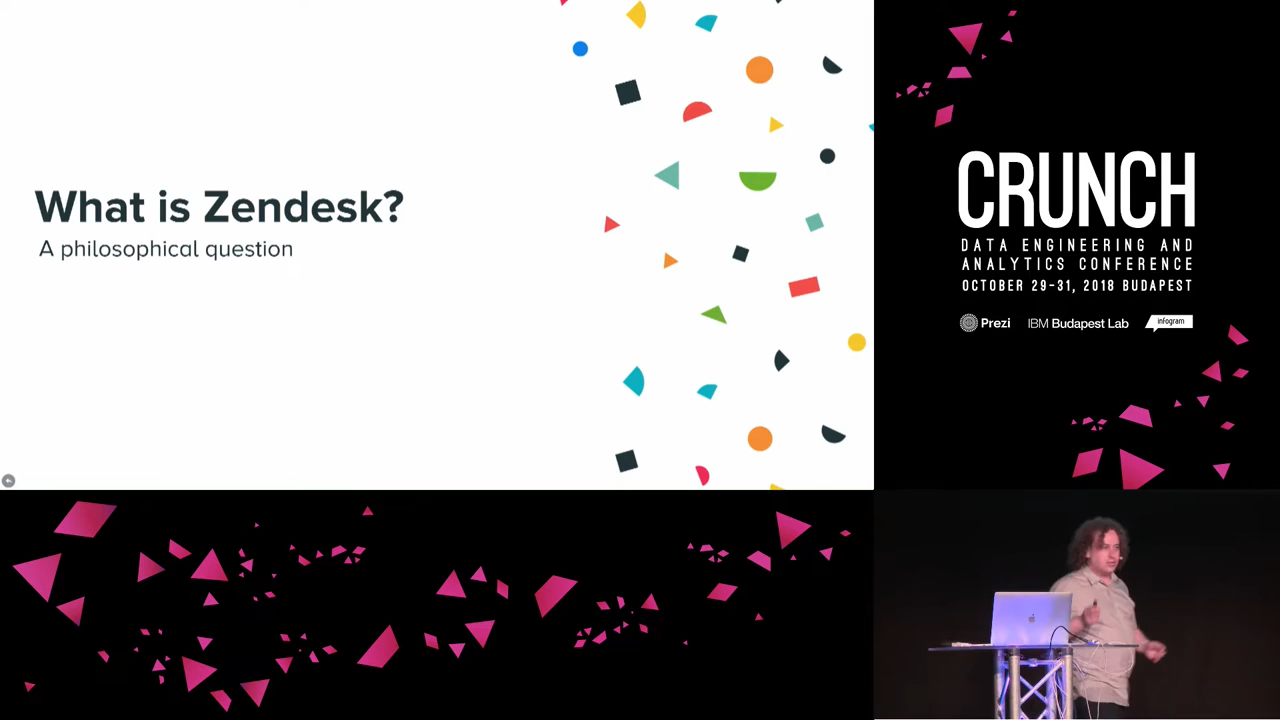 What is Zendesk?
A philosophical question
CRUNCH
DATA ENGINEERING AND
ANALYTICS CONFERENCE
OCTOBER 29-31, 2018 BUDAPEST
Prezi IBM Budapest Lab infogram